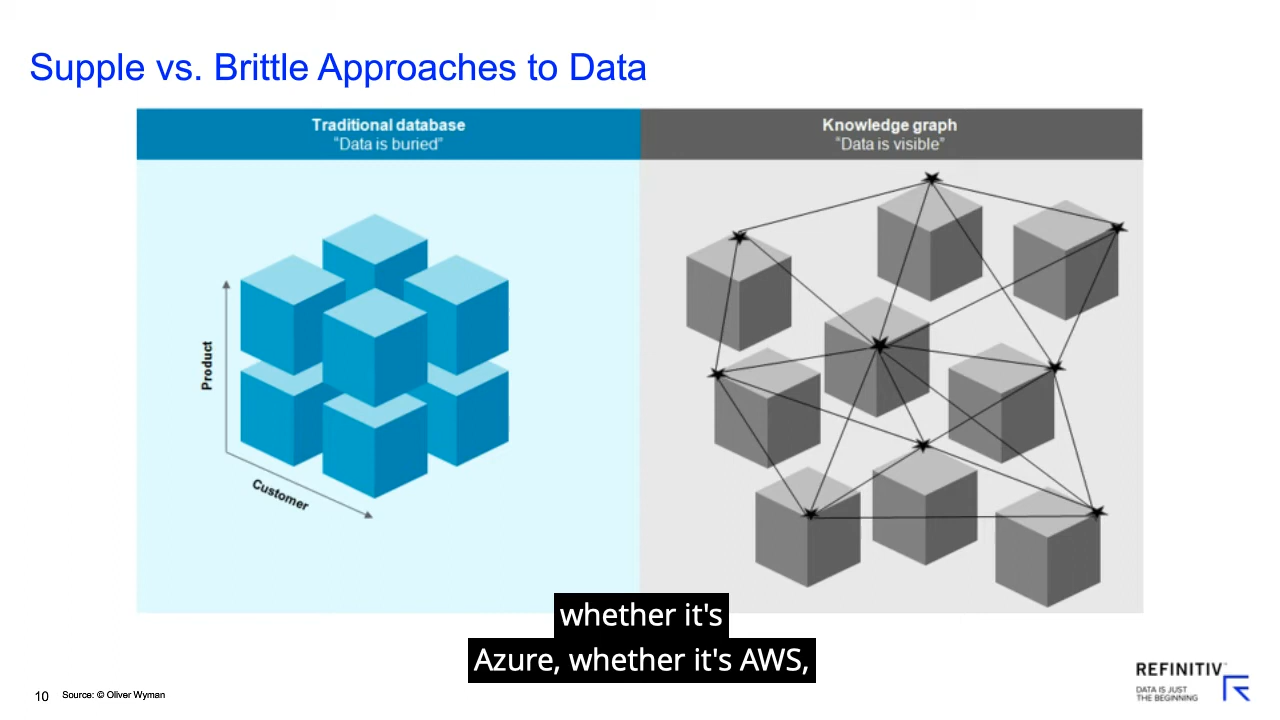 Supple vs. Brittle Approaches to Data
Traditional database
“Data is buried”
Knowledge graph
“Data is visible”
Product
Customer
whether it's
Azure, whether it's AWS,
10
Source: © Oliver Wyman
REFINITIV
DATA IS JUST
THE BEGINNING